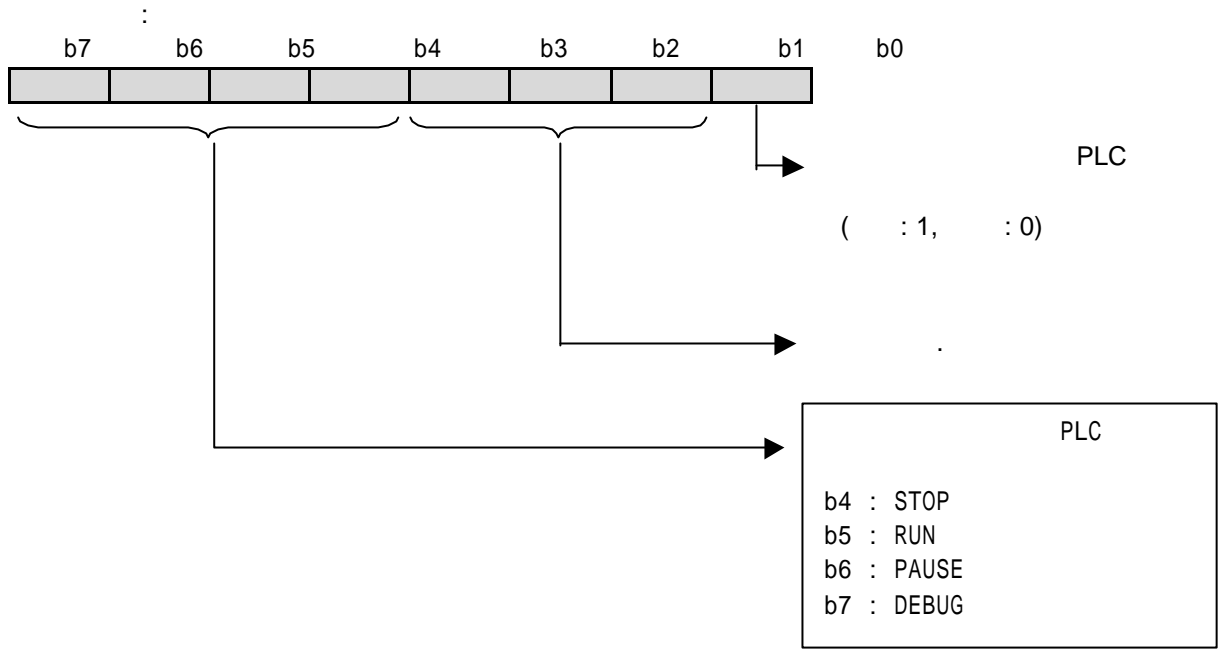 :
b7 b6 b5 b4 b3 b2 b1 b0
PLC
( : 1, : 0)
.
PLC
b4 : STOP
b5 : RUN
b6 : PAUSE
b7 : DEBUG